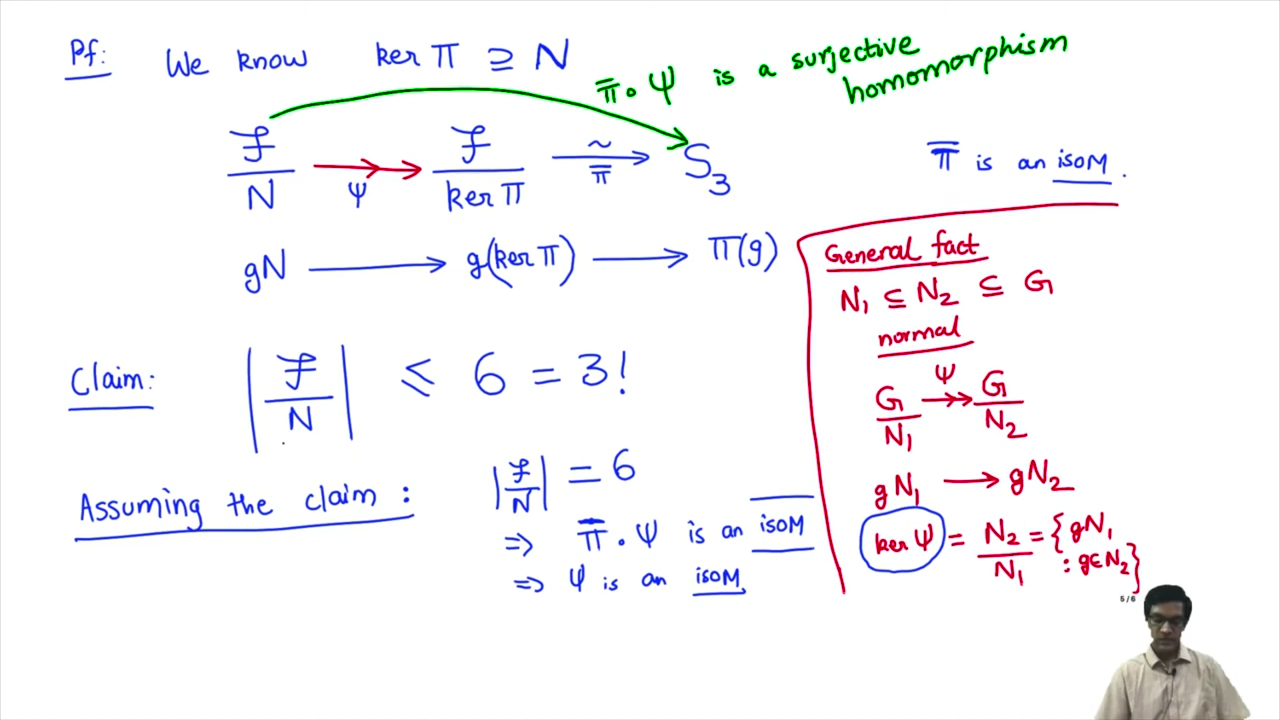 Pf: We know ker π ⊇ N
π̄ ∘ ψ is a surjective homomorphism
F/N ↠ F/ker π ⥲ S₃
ψ π̄
π̄ is an isoM.
gN ⟶ g(ker π) ⟶ π(g)
Claim: |F/N| ≤ 6 = 3!
Assuming the claim: |F/N| = 6
⇒ π̄ ∘ ψ is an isoM
⇒ ψ is an isoM
General fact
N₁ ⊆ N₂ ⊆ G
normal
ψ
G/N₁ ↠ G/N₂
gN₁ ⟶ gN₂
ker ψ = N₂/N₁ = {gN₁
: g∈N₂}
5/6